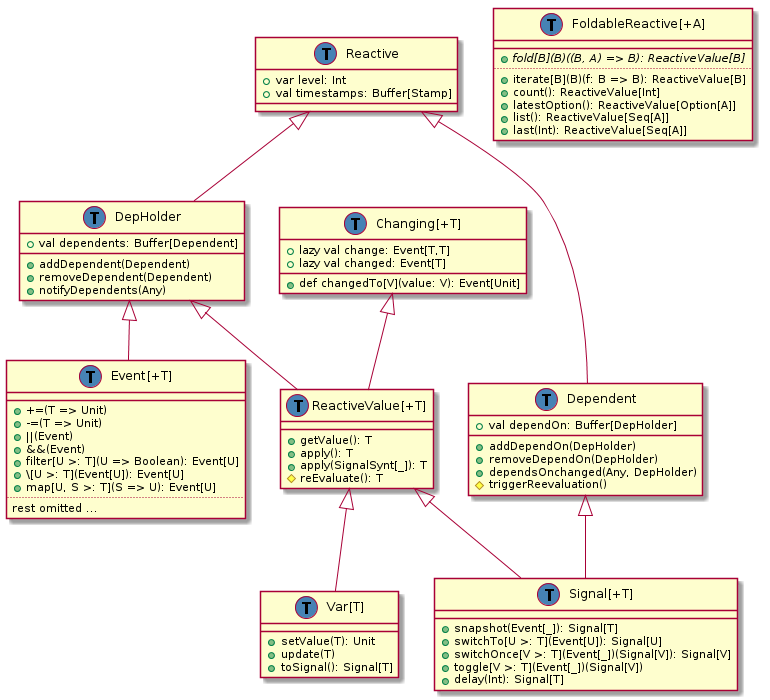 T FoldableReactive[+A]
fold[B](B)((B, A) => B): ReactiveValue[B]
iterate[B](B)(f: B => B): ReactiveValue[B]
count(): ReactiveValue[Int]
latestOption(): ReactiveValue[Option[A]]
list(): ReactiveValue[Seq[A]]
last(Int): ReactiveValue[Seq[A]]
T Reactive
var level: Int
val timestamps: Buffer[Stamp]
T DepHolder
val dependents: Buffer[Dependent]
addDependent(Dependent)
removeDependent(Dependent)
notifyDependents(Any)
T Changing[+T]
lazy val change: Event[T,T]
lazy val changed: Event[T]
def changedTo[V](value: V): Event[Unit]
T Event[+T]
+=(T => Unit)
-=(T => Unit)
||(Event)
&&(Event)
filter[U >: T](U => Boolean): Event[U]
\[U >: T](Event[U]): Event[U]
map[U, S >: T](S => U): Event[U]
rest omitted ...
T ReactiveValue[+T]
getValue(): T
apply(): T
apply(SignalSynt[_]): T
reEvaluate(): T
T Dependent
val dependOn: Buffer[DepHolder]
addDependOn(DepHolder)
removeDependOn(DepHolder)
dependsOnchanged(Any, DepHolder)
triggerReevaluation()
T Var[T]
setValue(T): Unit
update(T)
toSignal(): Signal[T]
T Signal[+T]
snapshot(Event[_]): Signal[T]
switchTo[U >: T](Event[U]): Signal[U]
switchOnce[V >: T](Event[_])(Signal[V]): Signal[V]
toggle[V >: T](Event[_])(Signal[V])
delay(Int): Signal[T]